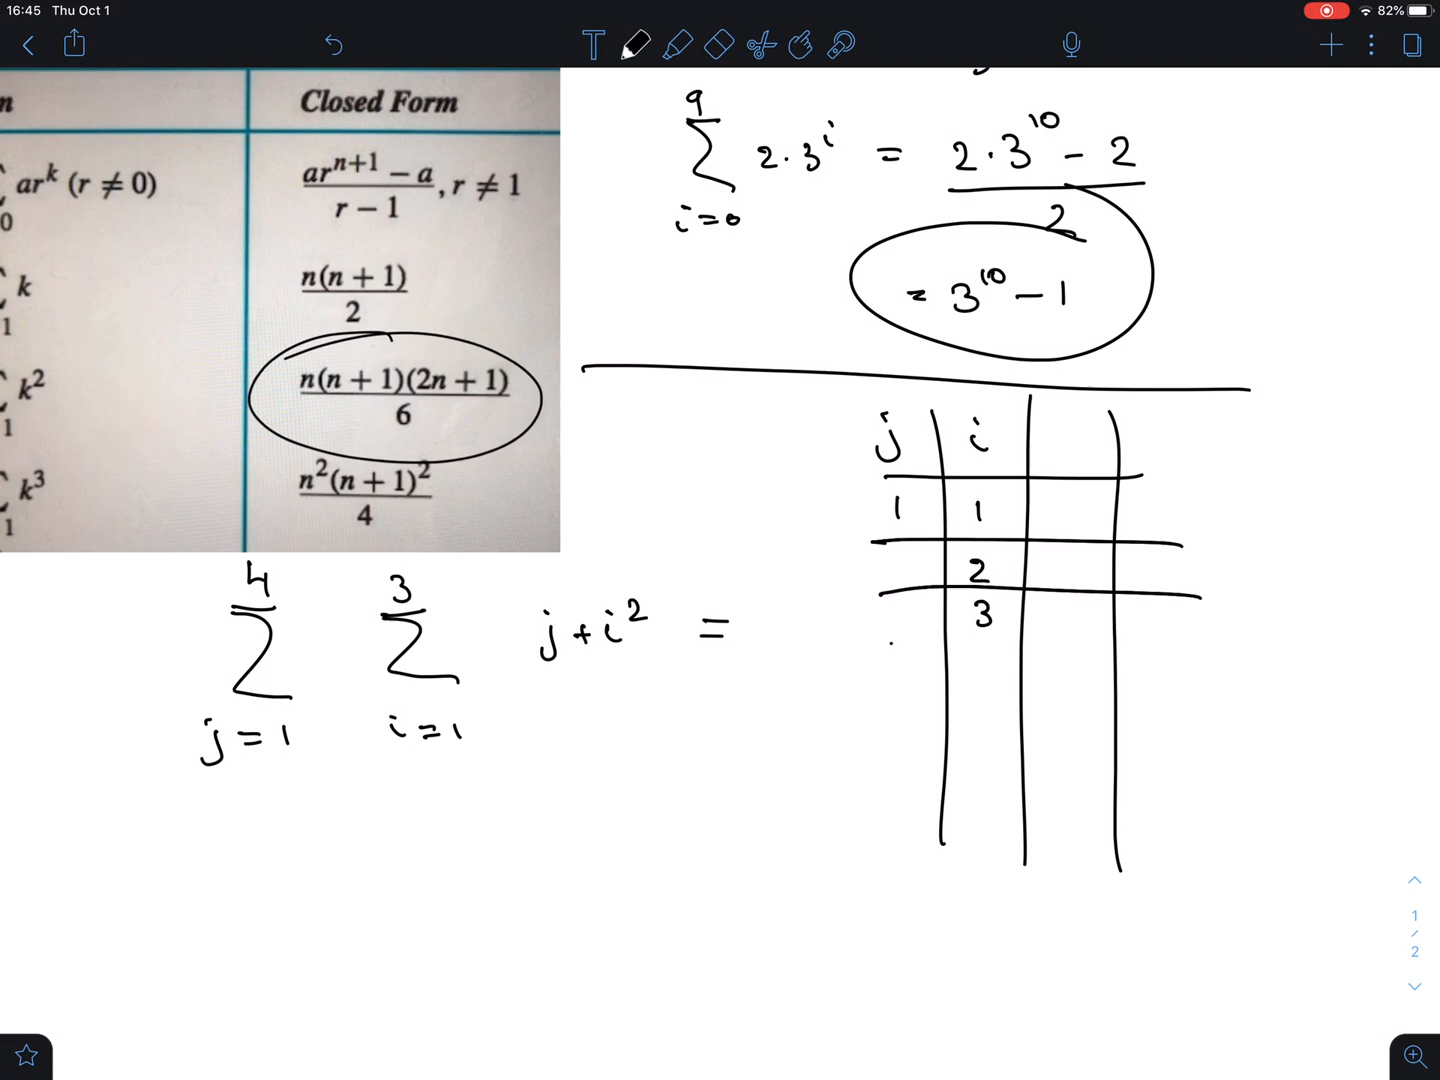 16:45 Thu Oct 1
82%
T
n
Closed Form
ar^k (r ≠ 0)
0
ar^{n+1} − a / r − 1, r ≠ 1
k
1
n(n + 1) / 2
k^2
1
n(n + 1)(2n + 1) / 6
k^3
1
n^2(n + 1)^2 / 4
9
∑ 2·3^i = 2·3^{10} − 2 / 2
i=0
= 3^{10} − 1
4 3
∑ ∑ j+i^2 =
j=1 i=1
j i
1 1
2
3
1
/
2